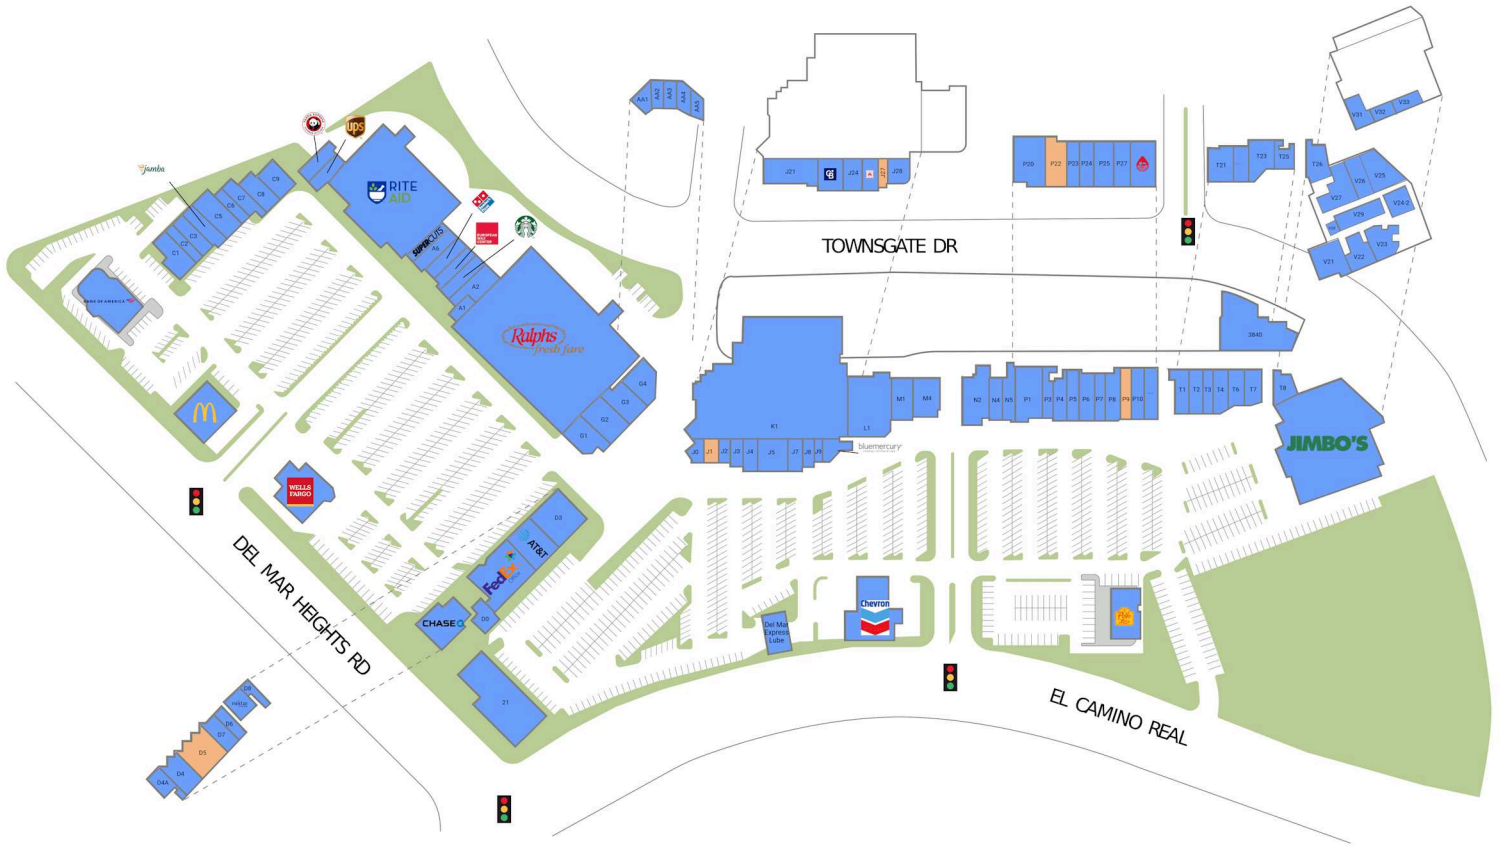 AA1
AA2
AA3
AA4
AA5
V31
V32
V33
ups
jamba
RITE
AID
C1
C2
C3
C5
C6
C7
C8
C9
J21
J24
J27
J28
P20
P22
P23
P24
P25
P27
T21
T23
T25
T26
V25
V26
V27
V24-2
V29
V21
V22
V23
TOWNSGATE DR
SUPERCUTS
EUROPEAN
WAX
CENTER
A6
A2
A1
BANK OF AMERICA
Ralphs
fresh fare
3840
G4
G3
G2
G1
K1
L1
M1
M4
N2
N4
N5
P1
P3
P4
P5
P6
P7
P8
P9
P10
T1
T2
T3
T4
T6
T7
T8
JIMBO'S
J0
J1
J2
J3
J4
J5
J7
J8
J9
bluemercury
WELLS
FARGO
DEL MAR HEIGHTS RD
D3
AT&T
FedEx
Office
CHASE
D0
Del Mar
Express
Lube
Chevron
21
EL CAMINO REAL
D8
D6
D7
D5
D4
D4A